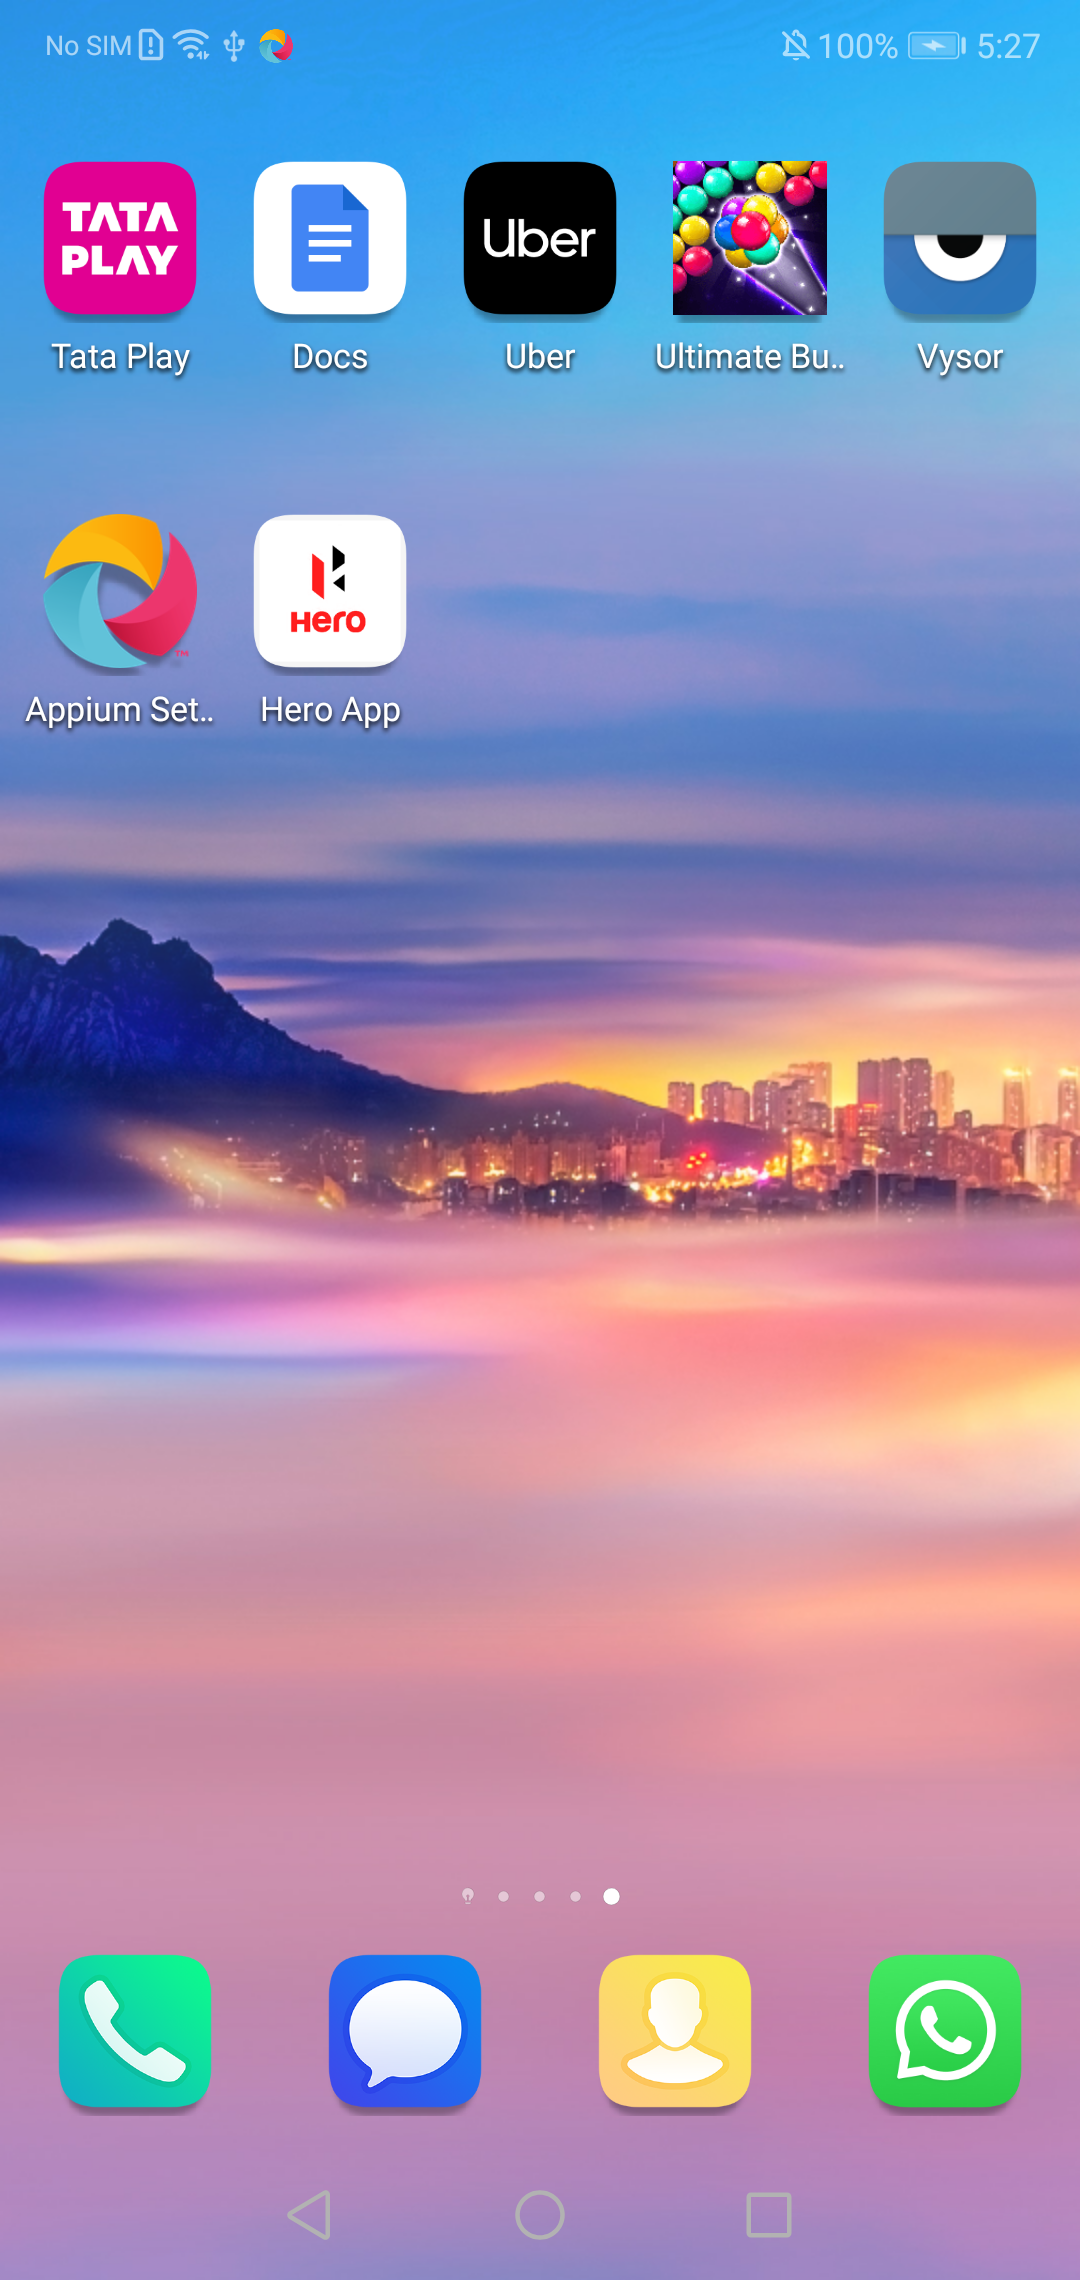 No SIM 100% 5:27
TATA
PLAY
Uber
Tata Play Docs Uber Ultimate Bu.. Vysor
Hero
TM
Appium Set.. Hero App